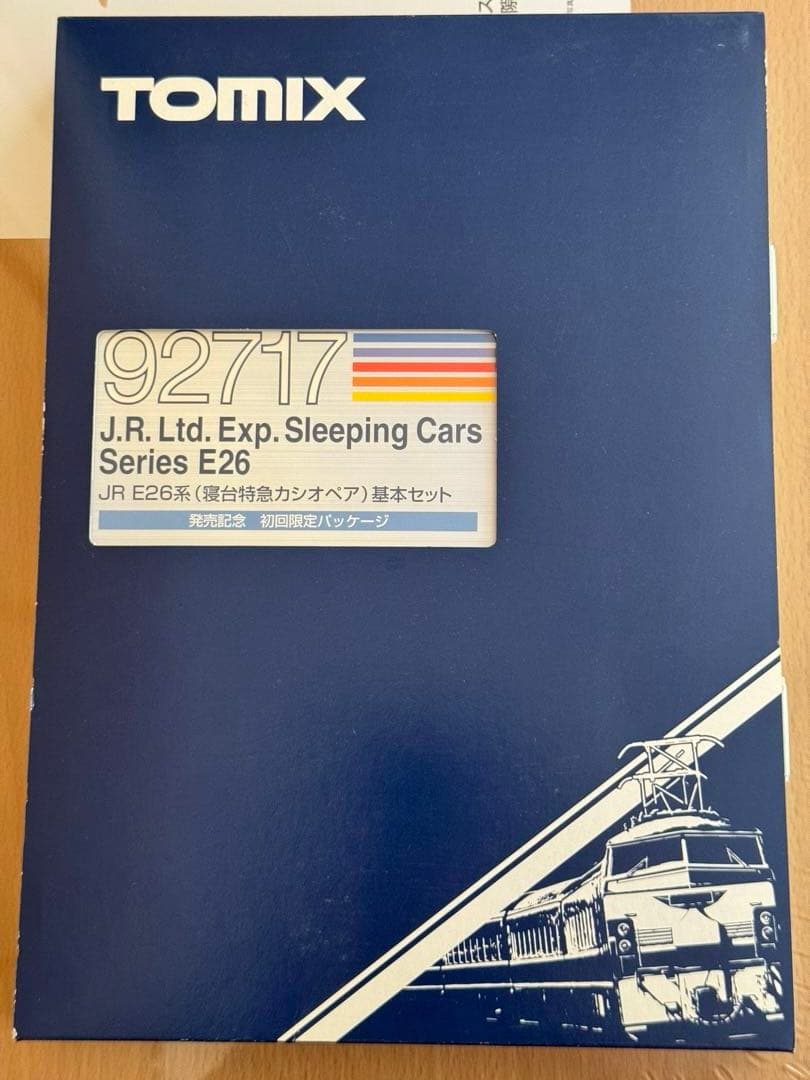 TOMIX
92717
J.R. Ltd. Exp. Sleeping Cars
Series E26
JR E26系(寝台特急カシオペア)基本セット
発売記念 初回限定パッケージ